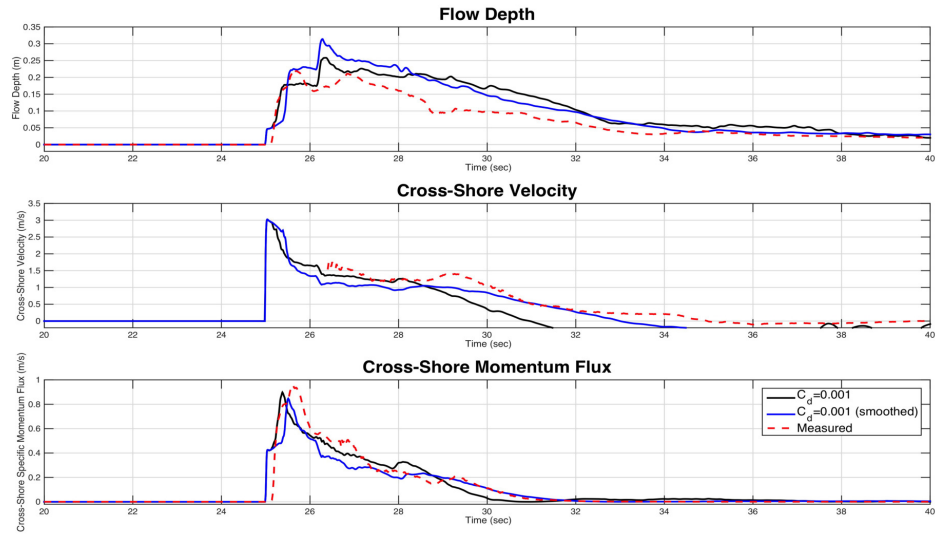 Flow Depth
Flow Depth (m)
0.35
0.3
0.25
0.2
0.15
0.1
0.05
0
20 22 24 26 28 30 32 34 36 38 40
Time (sec)
Cross-Shore Velocity
Cross-Shore Velocity (m/s)
3.5
3
2.5
2
1.5
1
0.5
0
20 22 24 26 28 30 32 34 36 38 40
Time (sec)
Cross-Shore Momentum Flux
Cross-Shore Specific Momentum Flux (m/s)
1
0.8
0.6
0.4
0.2
0
C_d=0.001
C_d=0.001 (smoothed)
Measured
20 22 24 26 28 30 32 34 36 38 40
Time (sec)